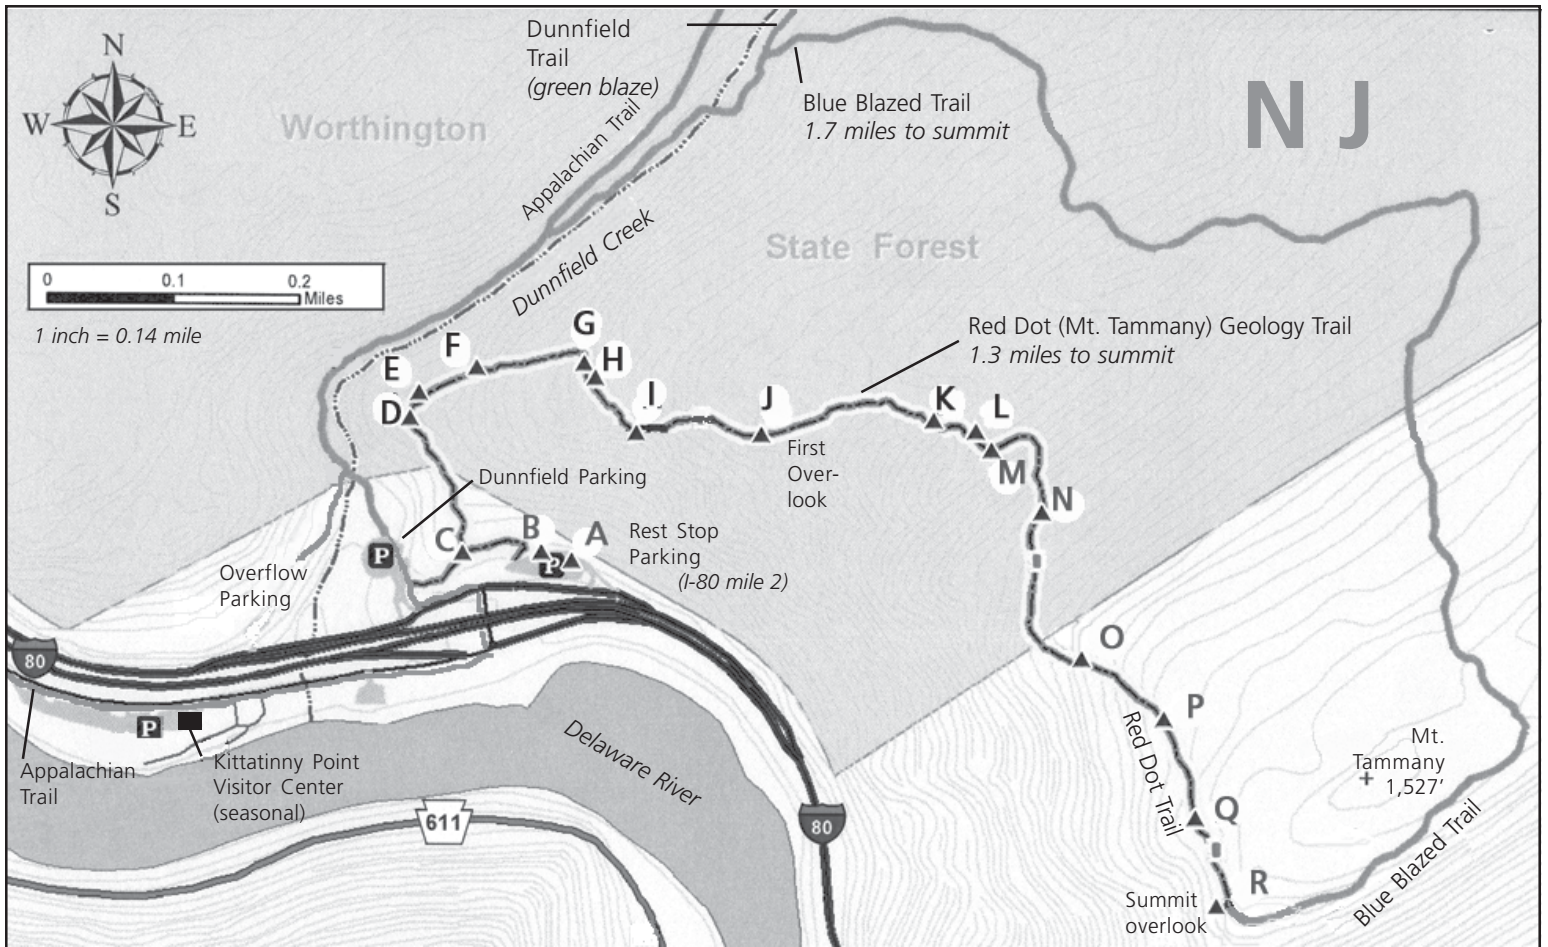 N
W
E
S
Worthington
Dunnfield
Trail
(green blaze)
Appalachian Trail
Blue Blazed Trail
1.7 miles to summit
N J
0 0.1 0.2
Miles
1 inch = 0.14 mile
Dunnfield Creek
State Forest
Red Dot (Mt. Tammany) Geology Trail
1.3 miles to summit
G
F
H
E
D
I
J
K
L
M
N
First
Over-
look
Dunnfield Parking
C
B
A
P
P
Rest Stop
Parking
(I-80 mile 2)
Overflow
Parking
O
P
Q
R
Red Dot Trail
80
P
Appalachian
Trail
Kittatinny Point
Visitor Center
(seasonal)
Delaware River
611
80
Mt.
Tammany
1,527'
Blue Blazed Trail
Summit
overlook